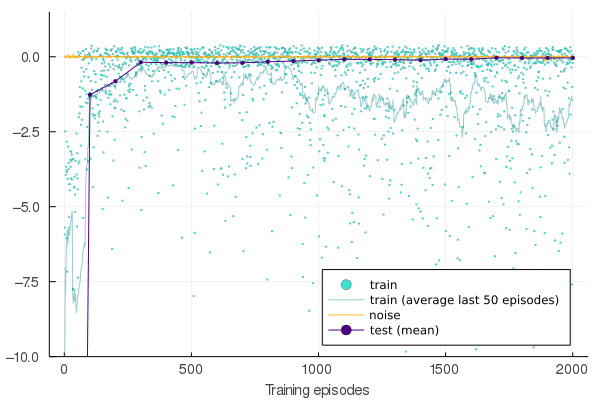 0.0
−2.5
−5.0
−7.5
−10.0
0
500
1000
1500
2000
Training episodes
train
train (average last 50 episodes)
noise
test (mean)